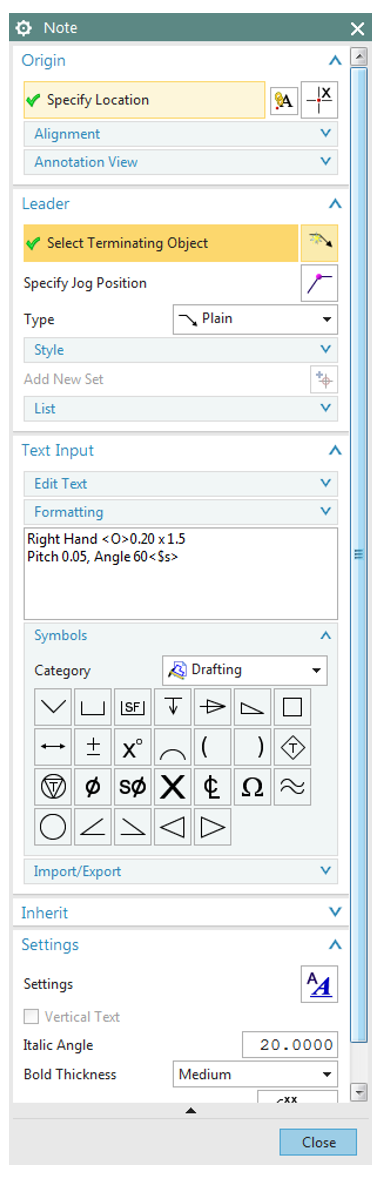 Note
Origin
Specify Location
A
X
Alignment
Annotation View
Leader
Select Terminating Object
Specify Jog Position
Type
Plain
Style
Add New Set
List
Text Input
Edit Text
Formatting
Right Hand <O>0.20 x 1.5
Pitch 0.05, Angle 60<$s>
Symbols
Category
Drafting
SF
± x° ( ) T
T ø sø X ℄ Ω ≈
Import/Export
Inherit
Settings
Settings
AA
Vertical Text
Italic Angle
20.0000
Bold Thickness
Medium
Close